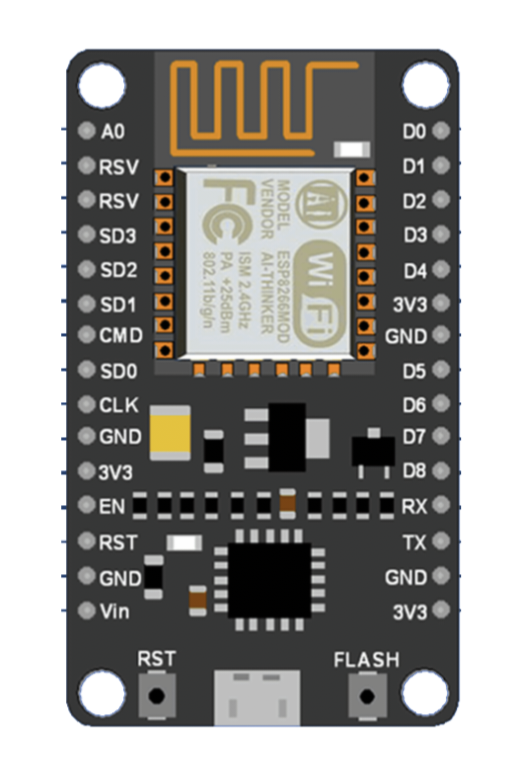 A0
RSV
RSV
SD3
SD2
SD1
CMD
SD0
CLK
GND
3V3
EN
RST
GND
Vin
FC
MODEL
VENDOR
ESP8266MOD
AI-THINKER
ISM 2.4GHz
PA +25dBm
802.11b/g/n
AI
Wi Fi
D0
D1
D2
D3
D4
3V3
GND
D5
D6
D7
D8
RX
TX
GND
3V3
RST
FLASH